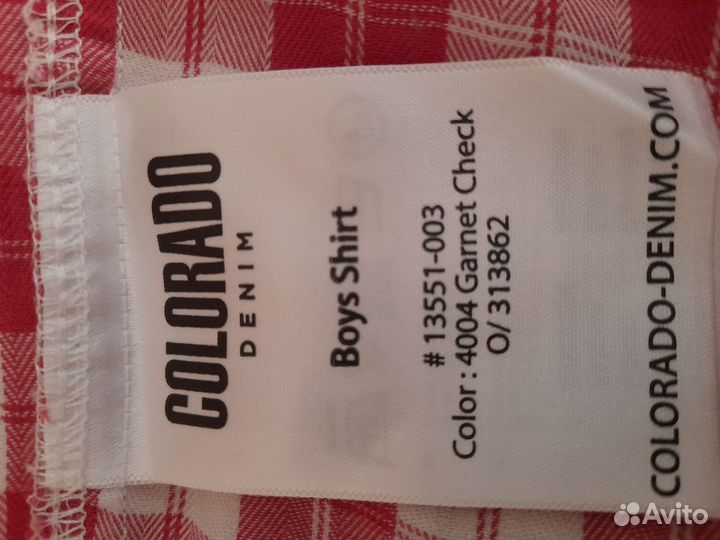 COLORADO
DENIM
Boys Shirt
# 13551-003
Color : 4004 Garnet Check
O/ 313862
COLORADO-DENIM.COM
Avito